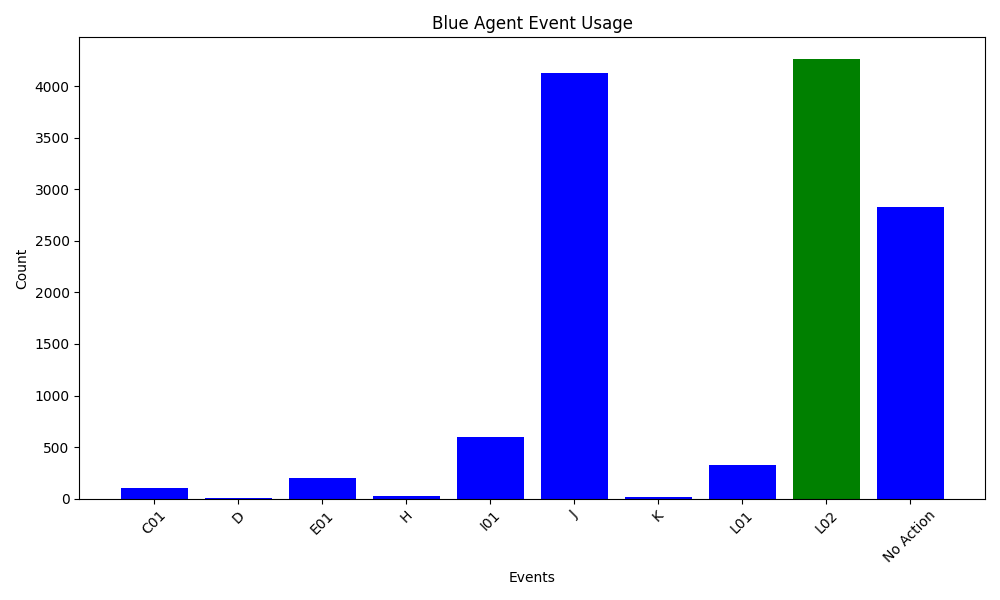 Blue Agent Event Usage
Count
4000
3500
3000
2500
2000
1500
1000
500
0
C01
D
E01
H
I01
J
K
L01
L02
No Action
Events